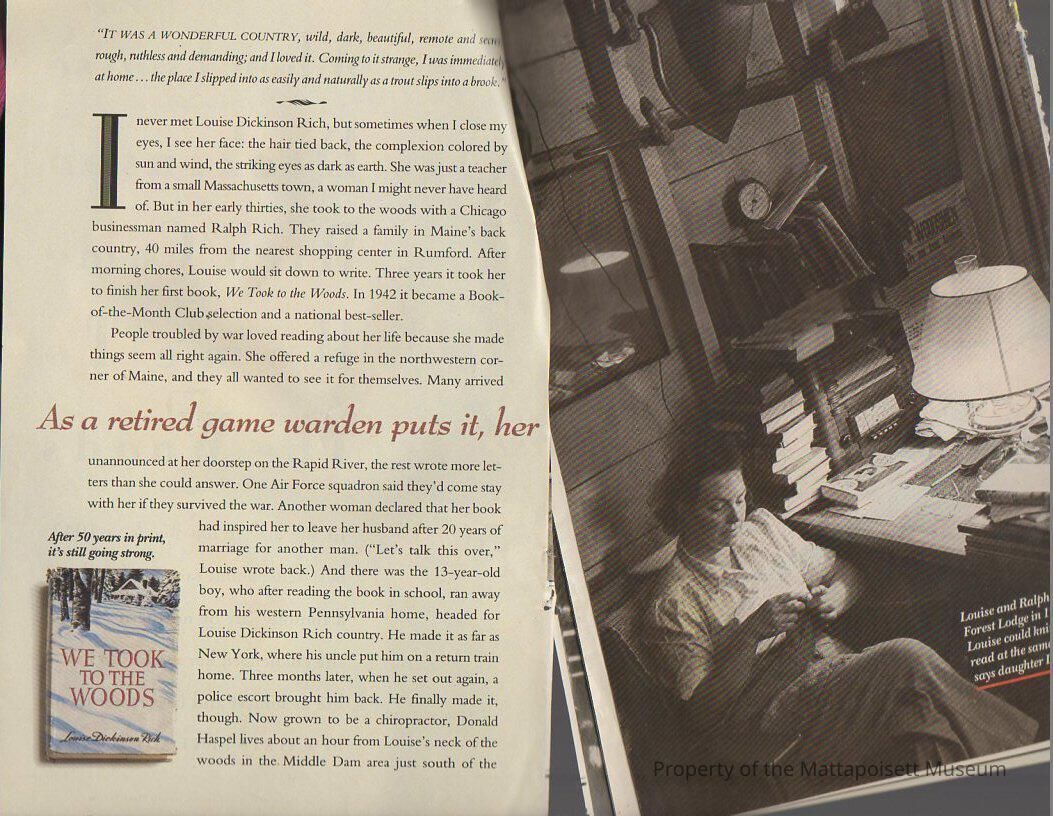 "IT WAS A WONDERFUL COUNTRY, wild, dark, beautiful, remote and
rough, ruthless and demanding; and I loved it. Coming to it strange, I was immediately
at home... the place I slipped into as easily and naturally as a trout slips into a brook."
I never met Louise Dickinson Rich, but sometimes when I close my
eyes, I see her face: the hair tied back, the complexion colored by
sun and wind, the striking eyes as dark as earth. She was just a teacher
from a small Massachusetts town, a woman I might never have heard
of. But in her early thirties, she took to the woods with a Chicago
businessman named Ralph Rich. They raised a family in Maine's back
country, 40 miles from the nearest shopping center in Rumford. After
morning chores, Louise would sit down to write. Three years it took her
to finish her first book, We Took to the Woods. In 1942 it became a Book-
of-the-Month Club selection and a national best-seller.
People troubled by war loved reading about her life because she made
things seem all right again. She offered a refuge in the northwestern cor-
ner of Maine, and they all wanted to see it for themselves. Many arrived
As a retired game warden puts it, her
unannounced at her doorstep on the Rapid River, the rest wrote more let-
ters than she could answer. One Air Force squadron said they'd come stay
with her if they survived the war. Another woman declared that her book
had inspired her to leave her husband after 20 years of
marriage for another man. ("Let's talk this over,"
Louise wrote back.) And there was the 13-year-old
boy, who after reading the book in school, ran away
from his western Pennsylvania home, headed for
Louise Dickinson Rich country. He made it as far as
New York, where his uncle put him on a return train
home. Three months later, when he set out again, a
police escort brought him back. He finally made it,
though. Now grown to be a chiropractor, Donald
Haspel lives about an hour from Louise's neck of the
woods in the Middle Dam area just south of the
After 50 years in print,
it's still going strong.
WE TOOK
TO THE
WOODS
Louise Dickinson Rich
Louise and Ralph
Forest Lodge in 1
Louise could kni
read at the sam
says daughter
Property of the Mattapoisett Museum